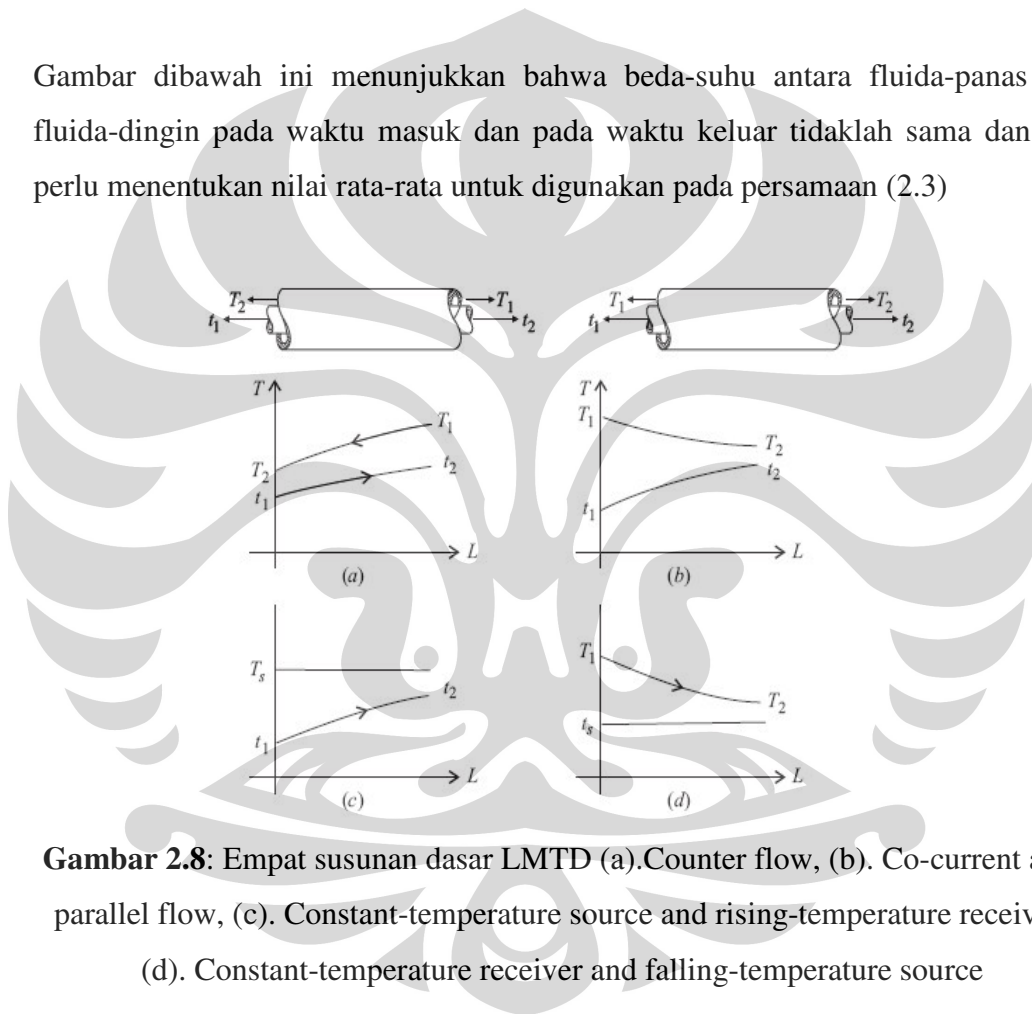 Gambar dibawah ini menunjukkan bahwa beda-suhu antara fluida-panas
fluida-dingin pada waktu masuk dan pada waktu keluar tidaklah sama dan
perlu menentukan nilai rata-rata untuk digunakan pada persamaan (2.3)
T₂ T₁
t₁ t₂
T₁ T₂
t₁ t₂
T
T₁
T₂
t₂
t₁
L
(a)
T
T₁
T₂
t₂
t₁
L
(b)
Tₛ
t₂
t₁
L
(c)
T₁
T₂
tₛ
L
(d)
Gambar 2.8: Empat susunan dasar LMTD (a).Counter flow, (b). Co-current
parallel flow, (c). Constant-temperature source and rising-temperature
(d). Constant-temperature receiver and falling-temperature source